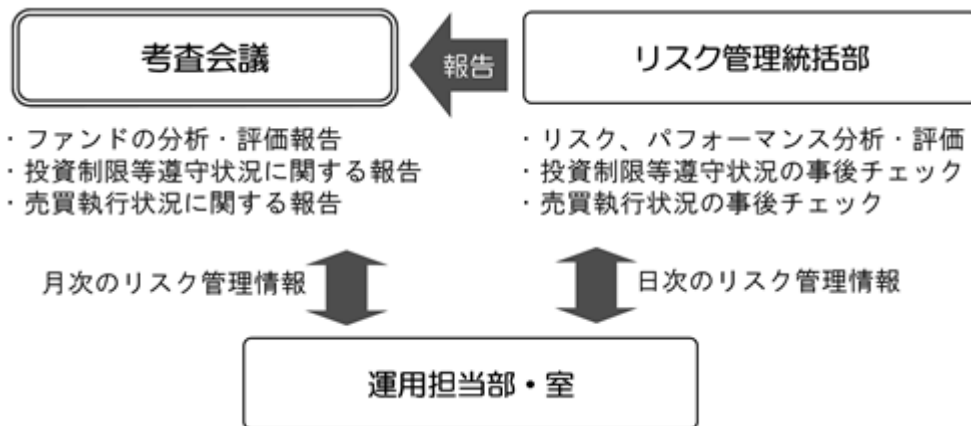 考査会議
報告
リスク管理統括部
・ファンドの分析・評価報告
・投資制限等遵守状況に関する報告
・売買執行状況に関する報告
・リスク、パフォーマンス分析・評価
・投資制限等遵守状況の事後チェック
・売買執行状況の事後チェック
月次のリスク管理情報
日次のリスク管理情報
運用担当部・室